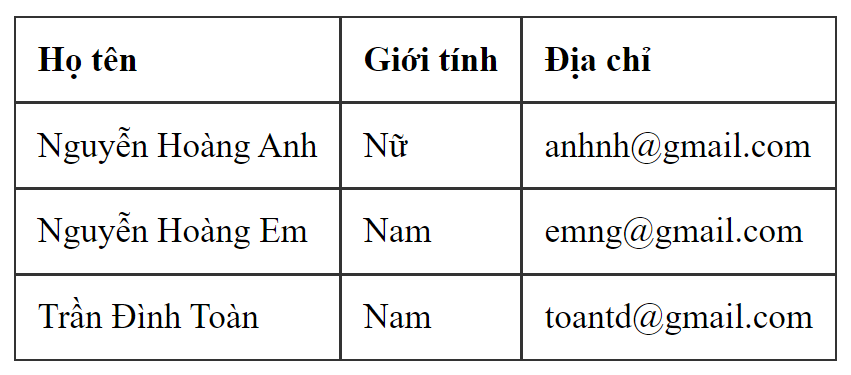 Họ tên Giới tính Địa chỉ
Nguyễn Hoàng Anh Nữ anhnh@gmail.com
Nguyễn Hoàng Em Nam emng@gmail.com
Trần Đình Toàn Nam toantd@gmail.com